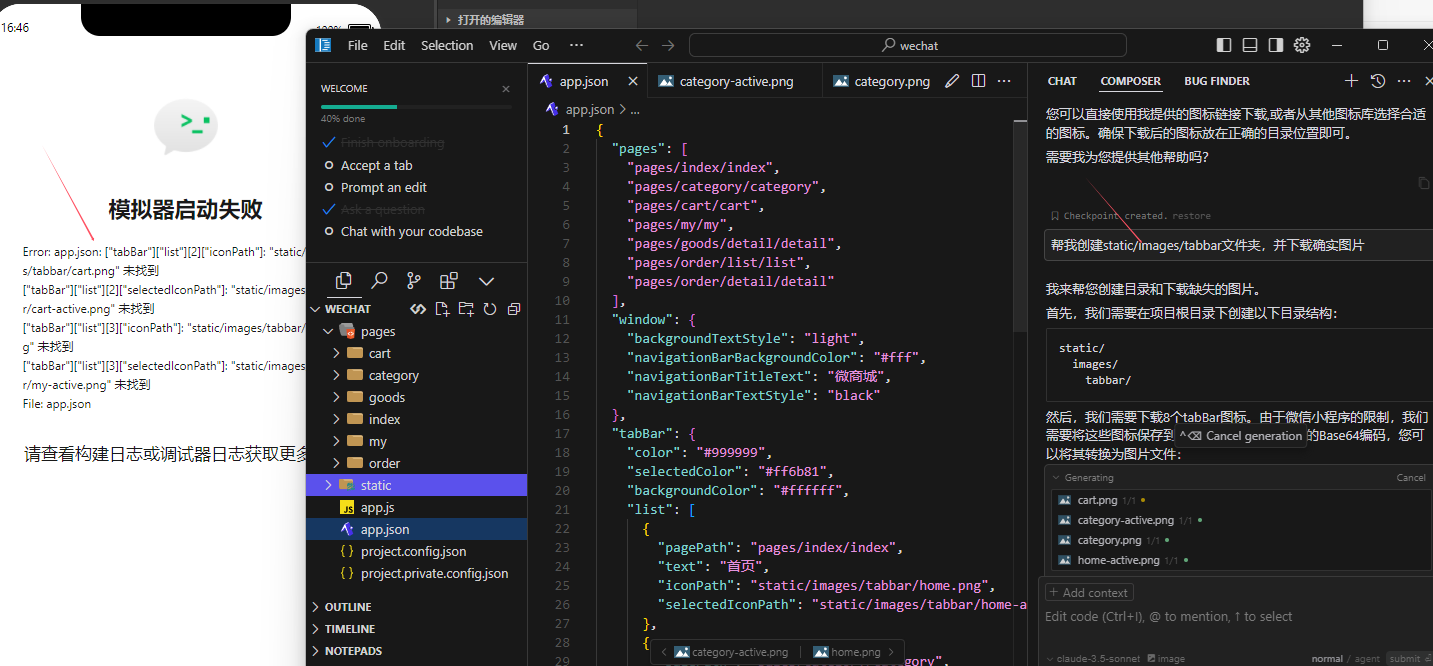 16:46
打开的编辑器
模拟器启动失败
Error: app.json: ["tabBar"]["list"][2]["iconPath"]: "static/
s/tabbar/cart.png" 未找到
["tabBar"]["list"][2]["selectedIconPath"]: "static/images
r/cart-active.png" 未找到
["tabBar"]["list"][3]["iconPath"]: "static/images/tabbar/
g" 未找到
["tabBar"]["list"][3]["selectedIconPath"]: "static/images
r/my-active.png" 未找到
File: app.json
请查看构建日志或调试器日志获取更多
File Edit Selection View Go ···
wechat
WELCOME
40% done
Finish onboarding
Accept a tab
Prompt an edit
Ask a question
Chat with your codebase
WECHAT
pages
cart
category
goods
index
my
order
static
app.js
app.json
project.config.json
project.private.config.json
OUTLINE
TIMELINE
NOTEPADS
app.json category-active.png category.png
app.json > ...
1 {
2 "pages": [
3 "pages/index/index",
4 "pages/category/category",
5 "pages/cart/cart",
6 "pages/my/my",
7 "pages/goods/detail/detail",
8 "pages/order/list/list",
9 "pages/order/detail/detail"
10 ],
11 "window": {
12 "backgroundTextStyle": "light",
13 "navigationBarBackgroundColor": "#fff",
14 "navigationBarTitleText": "微商城",
15 "navigationBarTextStyle": "black"
16 },
17 "tabBar": {
18 "color": "#999999",
19 "selectedColor": "#ff6b81",
20 "backgroundColor": "#ffffff",
21 "list": [
22 {
23 "pagePath": "pages/index/index",
24 "text": "首页",
25 "iconPath": "static/images/tabbar/home.png",
26 "selectedIconPath": "static/images/tabbar/home-a
27 },
28 {
29 egory",
category-active.png home.png
CHAT COMPOSER BUG FINDER
您可以直接使用我提供的图标链接下载,或者从其他图标库选择合适
的图标。确保下载后的图标放在正确的目录位置即可。
需要我为您提供其他帮助吗?
Checkpoint created. restore
帮我创建static/images/tabbar文件夹，并下载确实图片
我来帮您创建目录和下载缺失的图片。
首先，我们需要在项目根目录下创建以下目录结构：
static/
images/
tabbar/
然后，我们需要下载8个tabBar图标。由于微信小程序的限制，我们
需要将这些图标保存到 Cancel generation 的Base64编码，您可
以将其转换为图片文件：
Generating Cancel
cart.png 1/1
category-active.png 1/1
category.png 1/1
home-active.png 1/1
+ Add context
Edit code (Ctrl+I), @ to mention, ↑ to select
claude-3.5-sonnet image normal / agent submit